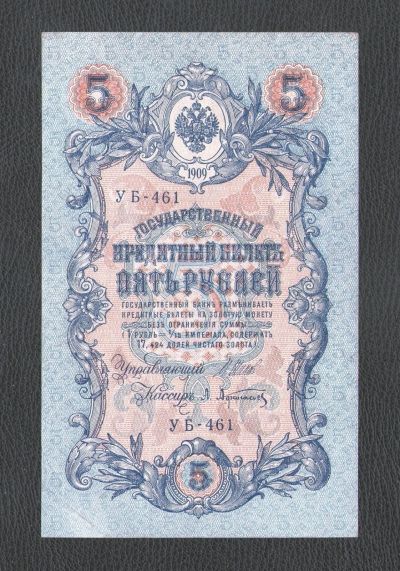 5 5
1909
УБ-461
ГОСУДАРСТВЕННЫЙ
КРЕДИТНЫЙ БИЛЕТЪ
ПЯТЬ РУБЛЕЙ
ГОСУДАРСТВЕННЫЙ БАНКЪ РАЗМѢНИВАЕТЪ
КРЕДИТНЫЕ БИЛЕТЫ НА ЗОЛОТУЮ МОНЕТУ
БЕЗЪ ОГРАНИЧЕНІЯ СУММЫ
(1 РУБЛЬ = 1/15 ИМПЕРІАЛА, СОДЕРЖИТЪ
17,424 ДОЛЕЙ ЧИСТАГО ЗОЛОТА)
Управляющій
Кассиръ
УБ-461
5